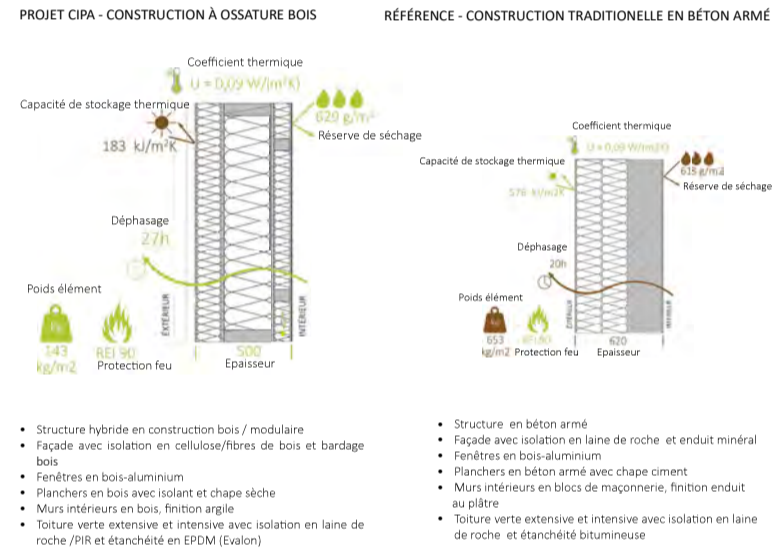 PROJET CIPA - CONSTRUCTION À OSSATURE BOIS
Coefficient thermique
U = 0,09 W/(m²K)
Capacité de stockage thermique
183 kJ/m²K
629 g/m²
Réserve de séchage
Déphasage
27h
Poids élément
143
kg/m2
REI 90
Protection feu
EXTÉRIEUR
INTÉRIEUR
500
Epaisseur
• Structure hybride en construction bois / modulaire
• Façade avec isolation en cellulose/fibres de bois et bardage
bois
• Fenêtres en bois-aluminium
• Planchers en bois avec isolant et chape sèche
• Murs intérieurs en bois, finition argile
• Toiture verte extensive et intensive avec isolation en laine de
roche /PIR et étanchéité en EPDM (Evalon)
RÉFÉRENCE - CONSTRUCTION TRADITIONELLE EN BÉTON ARMÉ
Coefficient thermique
U = 0,09 W/(m2K)
Capacité de stockage thermique
kJ/m2K
615 g/m2
Réserve de séchage
Déphasage
20h
Poids élément
653
kg/m2
Protection feu
620
Epaisseur
• Structure en béton armé
• Façade avec isolation en laine de roche et enduit minéral
• Fenêtres en bois-aluminium
• Planchers en béton armé avec chape ciment
• Murs intérieurs en blocs de maçonnerie, finition enduit
au plâtre
• Toiture verte extensive et intensive avec isolation en laine
de roche et étanchéité bitumineuse